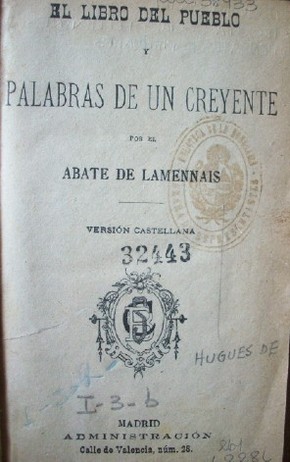 EL LIBRO DEL PUEBLO
Y
PALABRAS DE UN CREYENTE
POR EL
ABATE DE LAMENNAIS
VERSIÓN CASTELLANA
32443
HUGUES DE
I-3-b
MADRID
ADMINISTRACIÓN
Calle de Valencia, núm. 28.